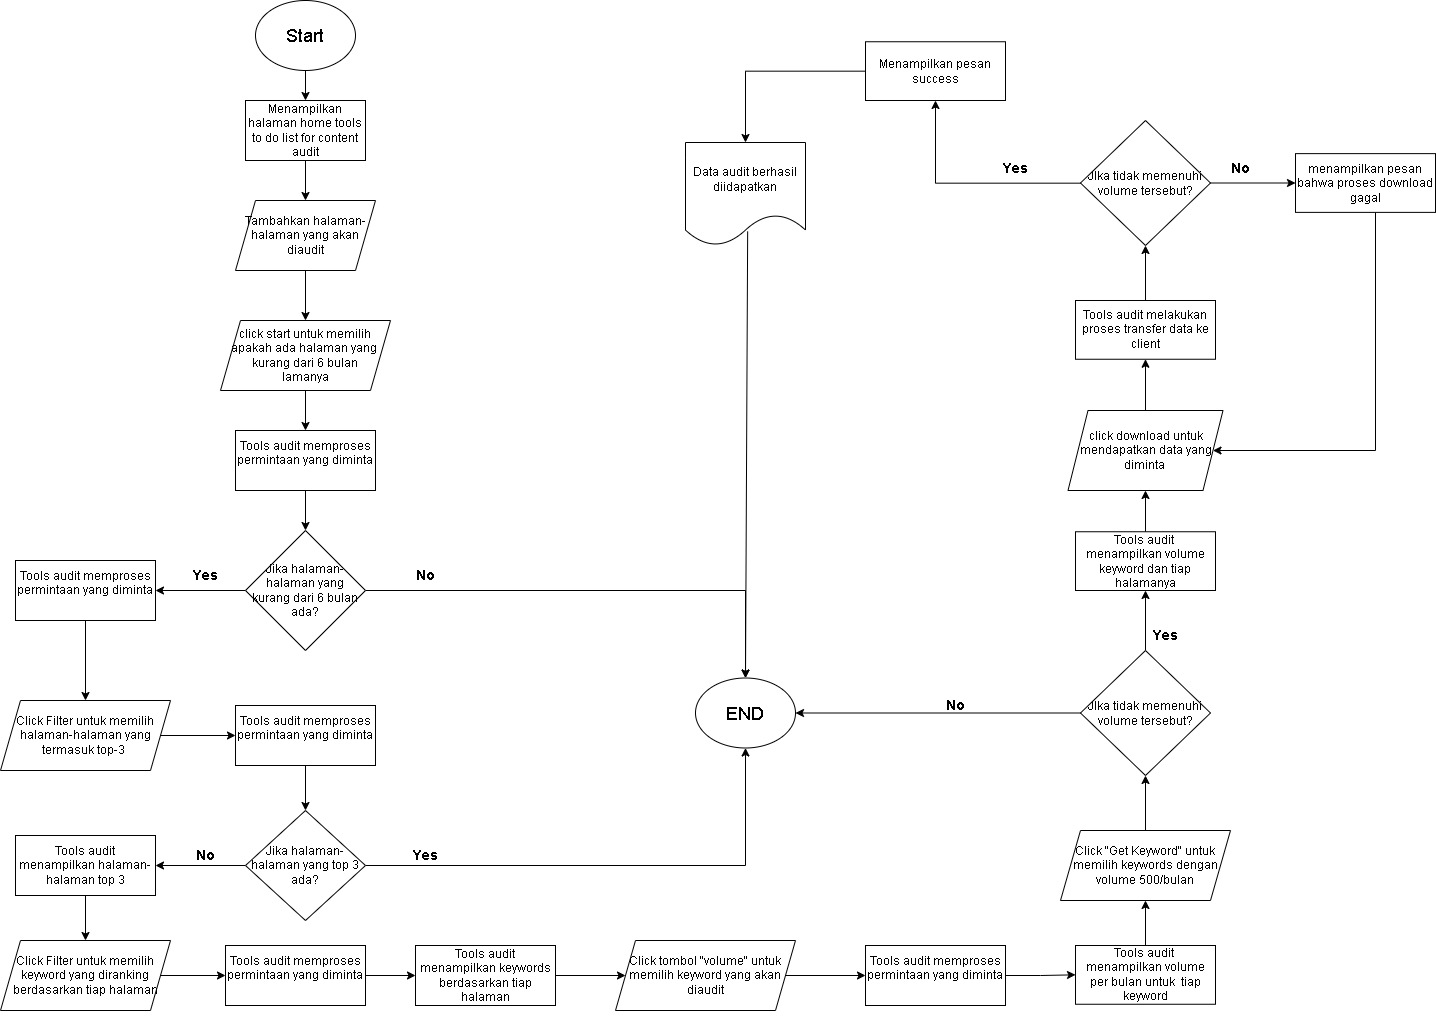 Start
Menampilkan
halaman home tools
to do list for content
audit
Tambahkan halaman-
halaman yang akan
diaudit
click start untuk memilih
apakah ada halaman yang
kurang dari 6 bulan
lamanya
Tools audit memproses
permintaan yang diminta
Jika halaman-
halaman yang
kurang dari 6 bulan
ada?
Yes
No
Tools audit memproses
permintaan yang diminta
Click Filter untuk memilih
halaman-halaman yang
termasuk top-3
Tools audit memproses
permintaan yang diminta
Jika halaman-
halaman yang top 3
ada?
No
Yes
Tools audit
menampilkan halaman-
halaman top 3
Click Filter untuk memilih
keyword yang diranking
berdasarkan tiap halaman
Tools audit memproses
permintaan yang diminta
Tools audit
menampilkan keywords
berdasarkan tiap
halaman
Click tombol "volume" untuk
memilih keyword yang akan
diaudit
Tools audit memproses
permintaan yang diminta
Tools audit
menampilkan volume
per bulan untuk tiap
keyword
Click "Get Keyword" untuk
memilih keywords dengan
volume 500/bulan
JIka tidak memenuhi
volume tersebut?
No
Yes
END
Tools audit
menampilkan volume
keyword dan tiap
halamanya
click download untuk
mendapatkan data yang
diminta
Tools audit melakukan
proses transfer data ke
client
JIka tidak memenuhi
volume tersebut?
Yes
No
menampilkan pesan
bahwa proses download
gagal
Menampilkan pesan
success
Data audit berhasil
diidapatkan